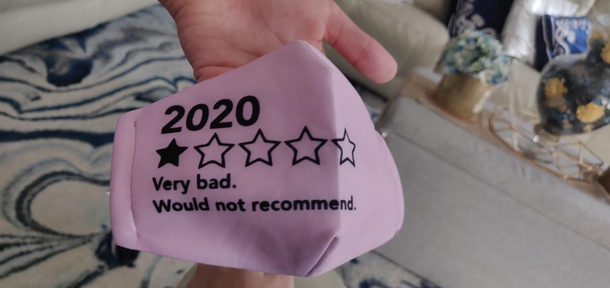 2020
★☆☆☆☆
Very bad.
Would not recommend.